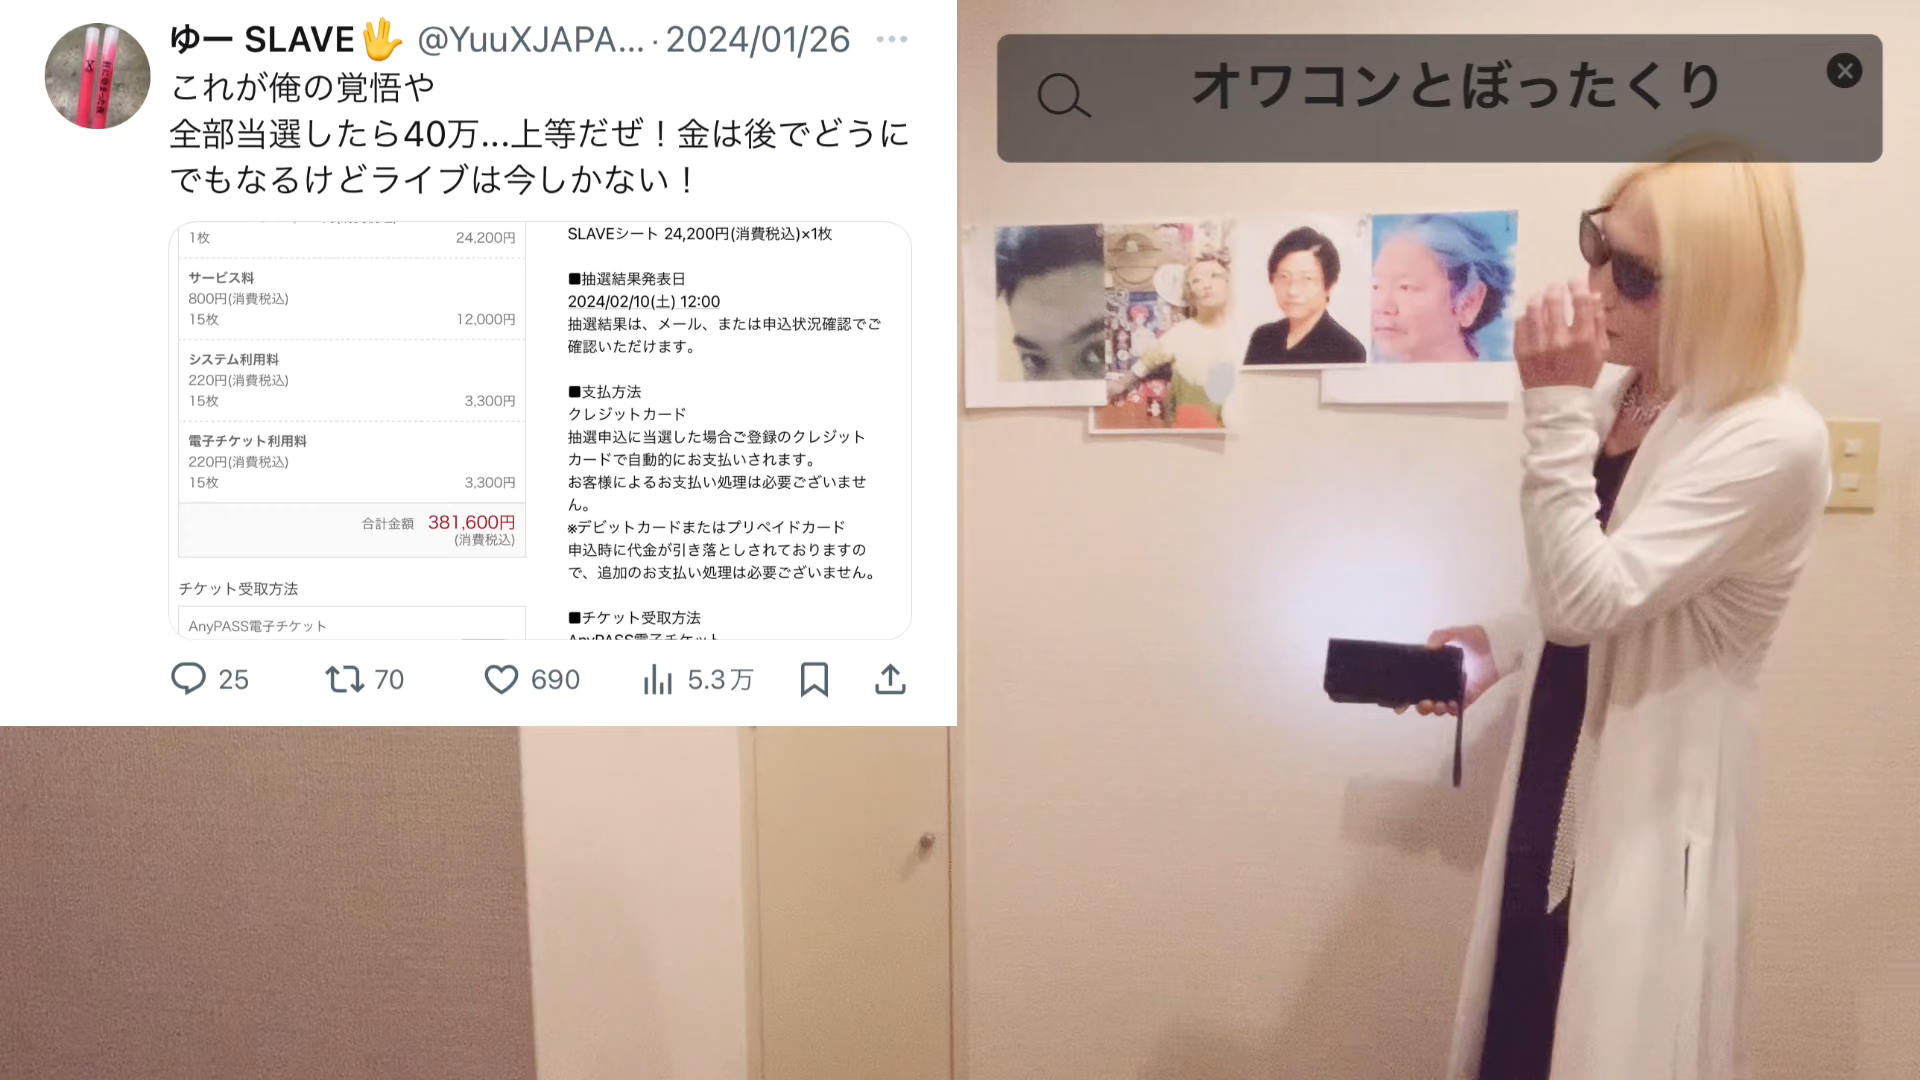 ゆー SLAVE🖖 @YuuXJAPA... · 2024/01/26
これが俺の覚悟や
全部当選したら40万...上等だぜ！金は後でどうに
でもなるけどライブは今しかない！
1枚 24,200円
サービス料
800円(消費税込)
15枚 12,000円
システム利用料
220円(消費税込)
15枚 3,300円
電子チケット利用料
220円(消費税込)
15枚 3,300円
合計金額 381,600円
(消費税込)
チケット受取方法
AnyPASS電子チケット
SLAVEシート 24,200円(消費税込)×1枚
■抽選結果発表日
2024/02/10(土) 12:00
抽選結果は、メール、または申込状況確認でご
確認いただけます。
■支払方法
クレジットカード
抽選申込に当選した場合ご登録のクレジット
カードで自動的にお支払いされます。
お客様によるお支払い処理は必要ございませ
ん。
※デビットカードまたはプリペイドカード
申込時に代金が引き落としされておりますの
で、追加のお支払い処理は必要ございません。
■チケット受取方法
AnyPASS電子チケット
25 70 690 5.3万
オワコンとぼったくり